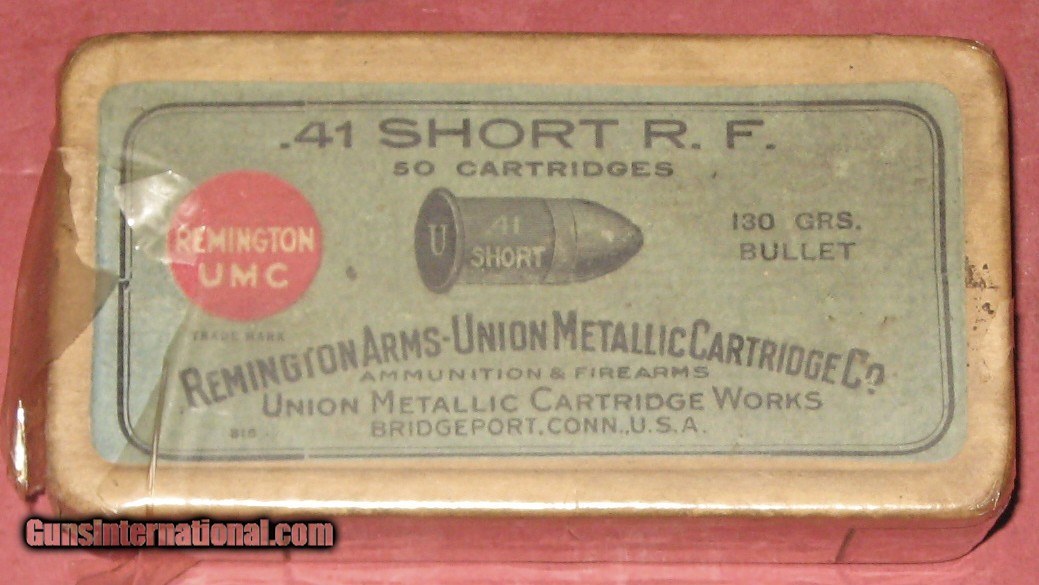 .41 SHORT R. F.
50 CARTRIDGES
REMINGTON
UMC
TRADE MARK
U
41
SHORT
130 GRS.
BULLET
REMINGTON ARMS-UNION METALLIC CARTRIDGE CO.
AMMUNITION & FIREARMS
UNION METALLIC CARTRIDGE WORKS
BRIDGEPORT, CONN., U.S.A.
GunsInternational.com